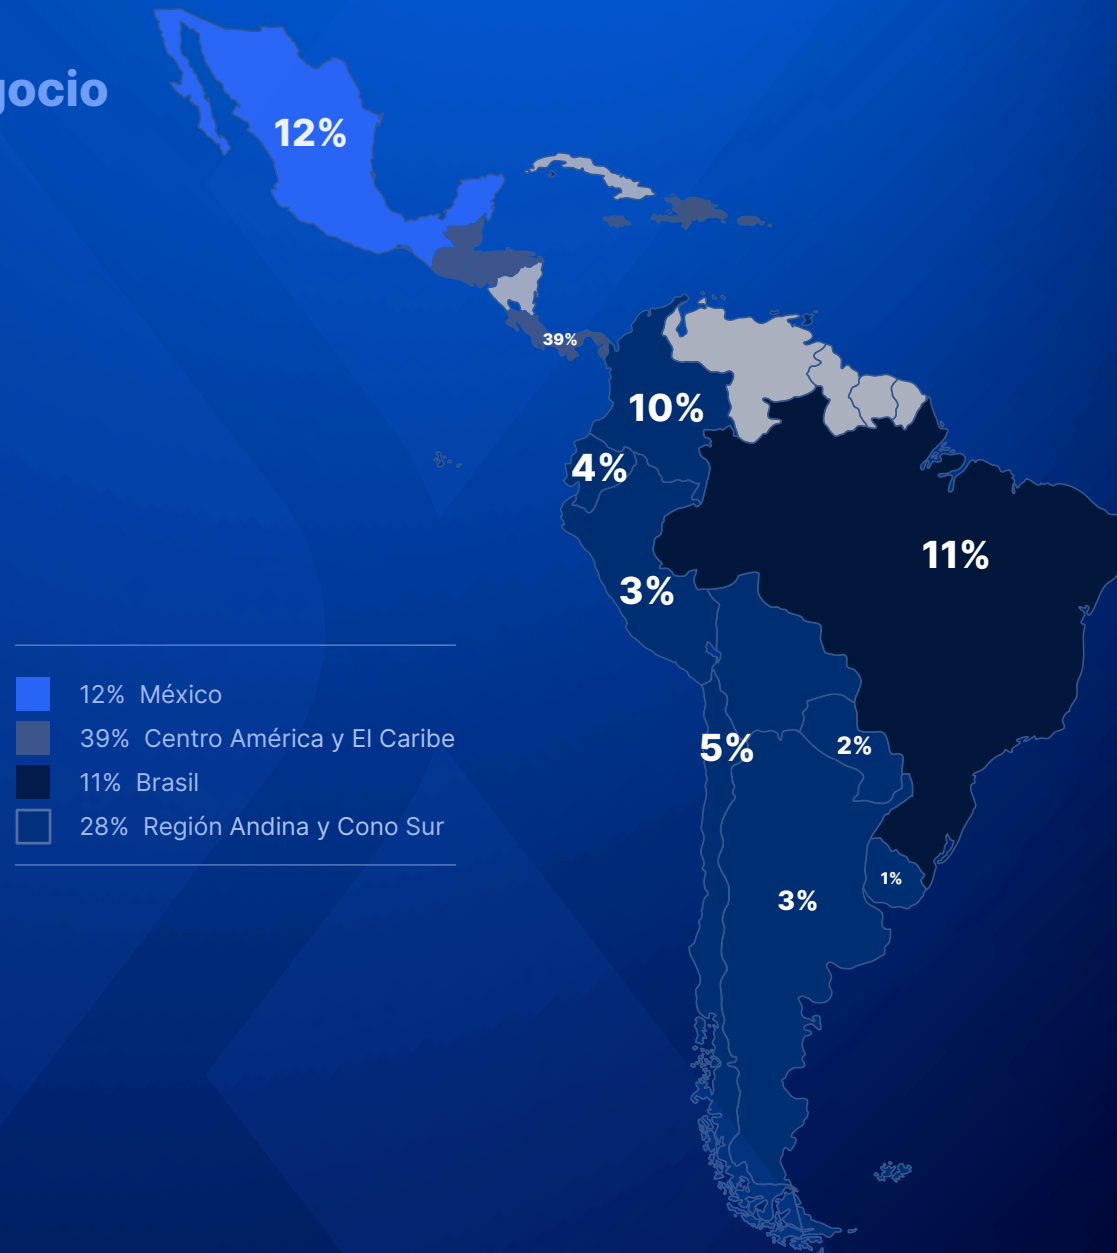 12%
39%
10%
4%
11%
3%
12% México
39% Centro América y El Caribe
11% Brasil
28% Región Andina y Cono Sur
5%
2%
1%
3%